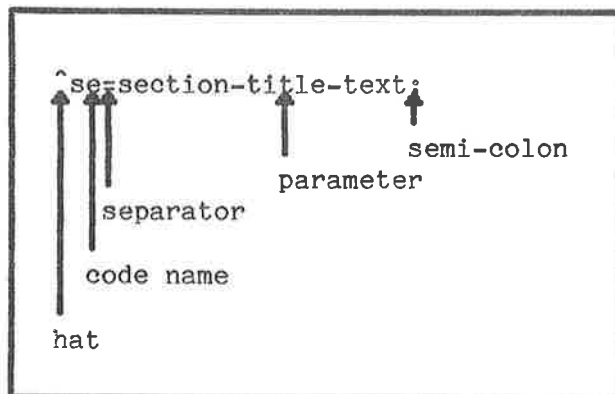 ^se=section-title-text;
semi-colon
parameter
separator
code name
hat